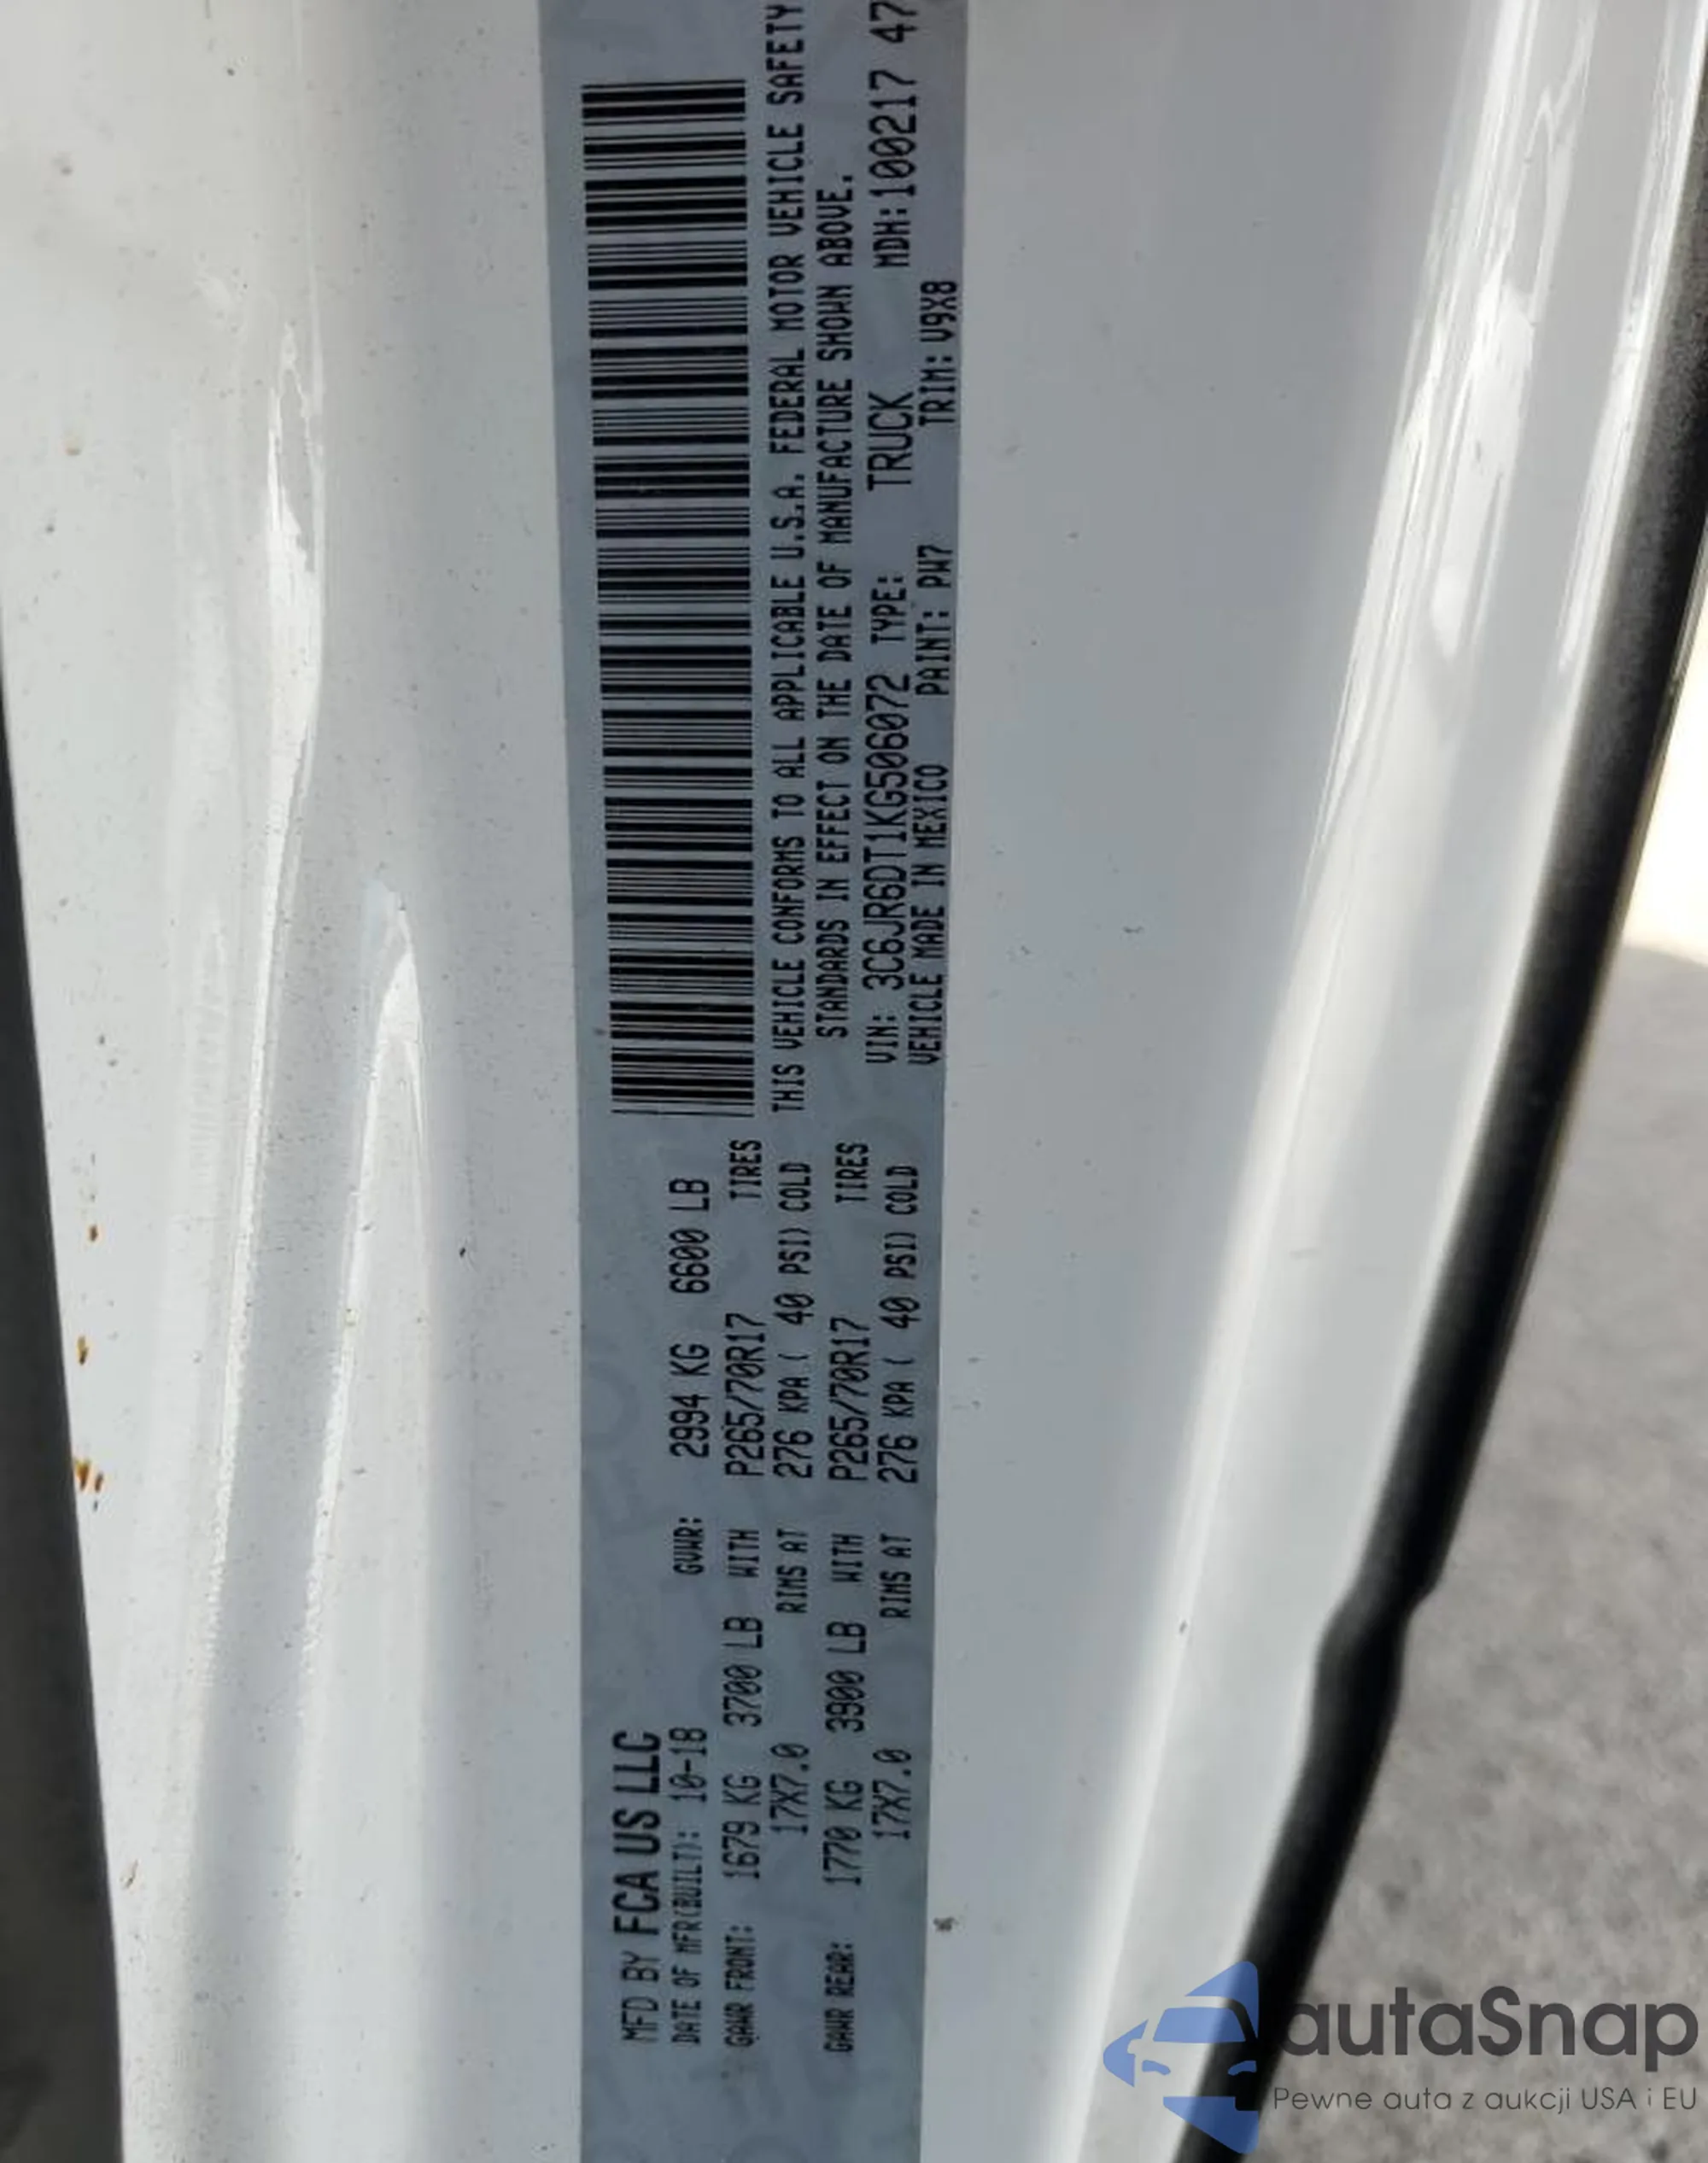 MFD BY FCA US LLC
DATE OF MFR(BUILT): 10-18 GVWR: 2994 KG 6600 LB
GAWR FRONT: 1679 KG 3700 LB WITH P265/70R17 TIRES
17X7.0 RIMS AT 276 KPA ( 40 PSI) COLD
GAWR REAR: 1770 KG 3900 LB WITH P265/70R17 TIRES
17X7.0 RIMS AT 276 KPA ( 40 PSI) COLD
THIS VEHICLE CONFORMS TO ALL APPLICABLE U.S.A. FEDERAL MOTOR VEHICLE SAFETY
STANDARDS IN EFFECT ON THE DATE OF MANUFACTURE SHOWN ABOVE.
VIN: 3C6JR6DT1KG506072 TYPE: TRUCK MDH: 100217 47
VEHICLE MADE IN MEXICO PAINT: PW7 TRIM: V9X8
autaSnap
Pewne auta z aukcji USA i EU